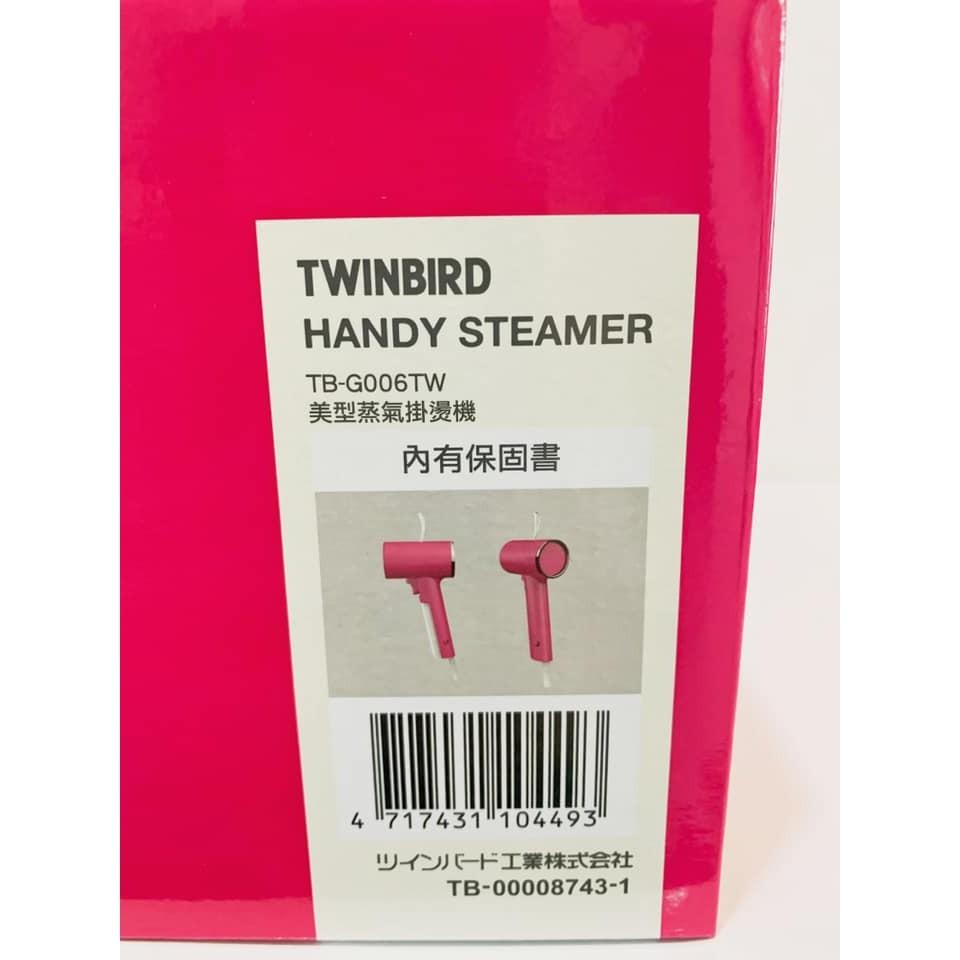 TWINBIRD
HANDY STEAMER
TB-G006TW
美型蒸氣掛燙機
內有保固書
4 717431 104493
ツインバード工業株式会社
TB-00008743-1